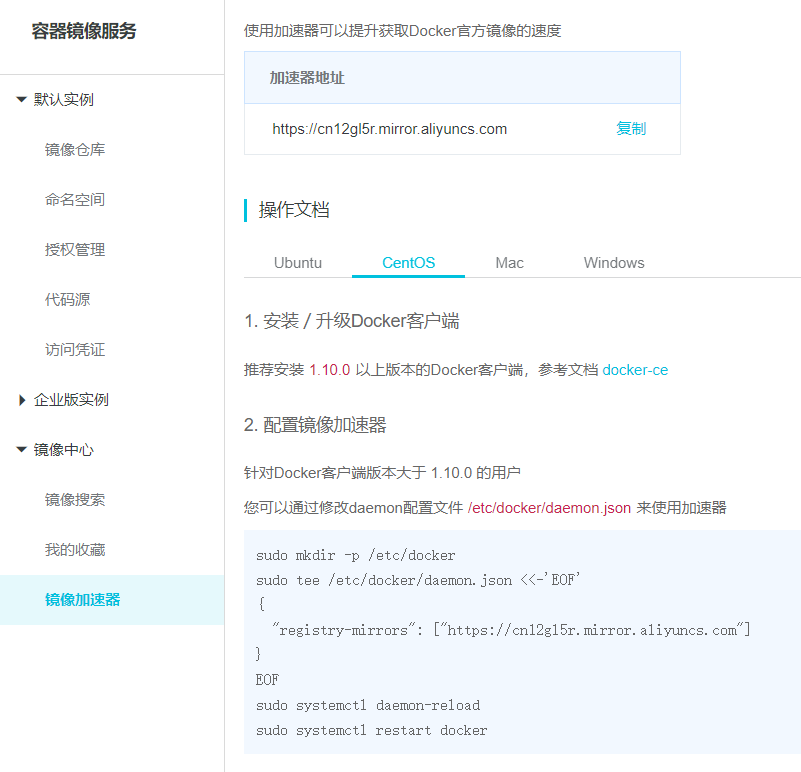 容器镜像服务
默认实例
镜像仓库
命名空间
授权管理
代码源
访问凭证
企业版实例
镜像中心
镜像搜索
我的收藏
镜像加速器
使用加速器可以提升获取Docker官方镜像的速度
加速器地址
https://cn12gl5r.mirror.aliyuncs.com 复制
操作文档
Ubuntu CentOS Mac Windows
1. 安装 / 升级Docker客户端
推荐安装 1.10.0 以上版本的Docker客户端，参考文档 docker-ce
2. 配置镜像加速器
针对Docker客户端版本大于 1.10.0 的用户
您可以通过修改daemon配置文件 /etc/docker/daemon.json 来使用加速器
sudo mkdir -p /etc/docker
sudo tee /etc/docker/daemon.json <<-'EOF'
{
"registry-mirrors": ["https://cn12gl5r.mirror.aliyuncs.com"]
}
EOF
sudo systemctl daemon-reload
sudo systemctl restart docker